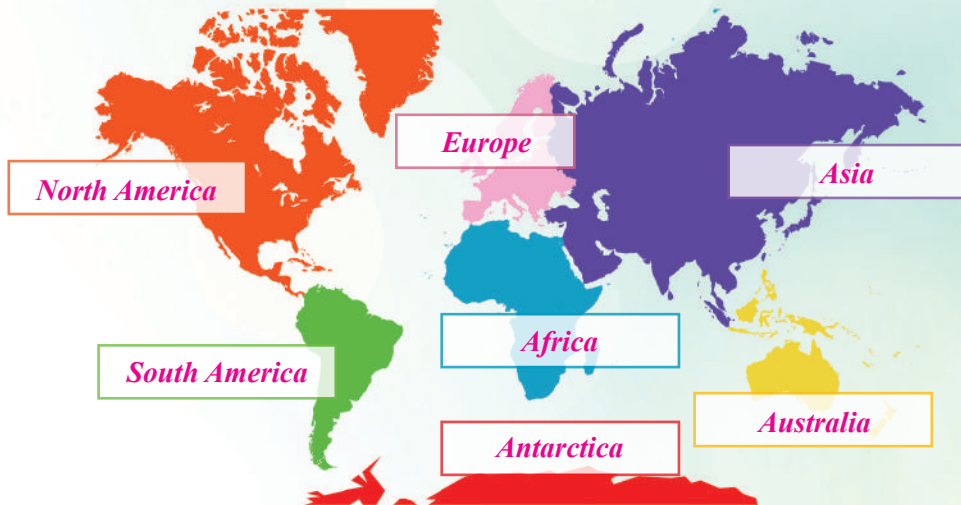 Europe
Asia
North America
Africa
South America
Australia
Antarctica